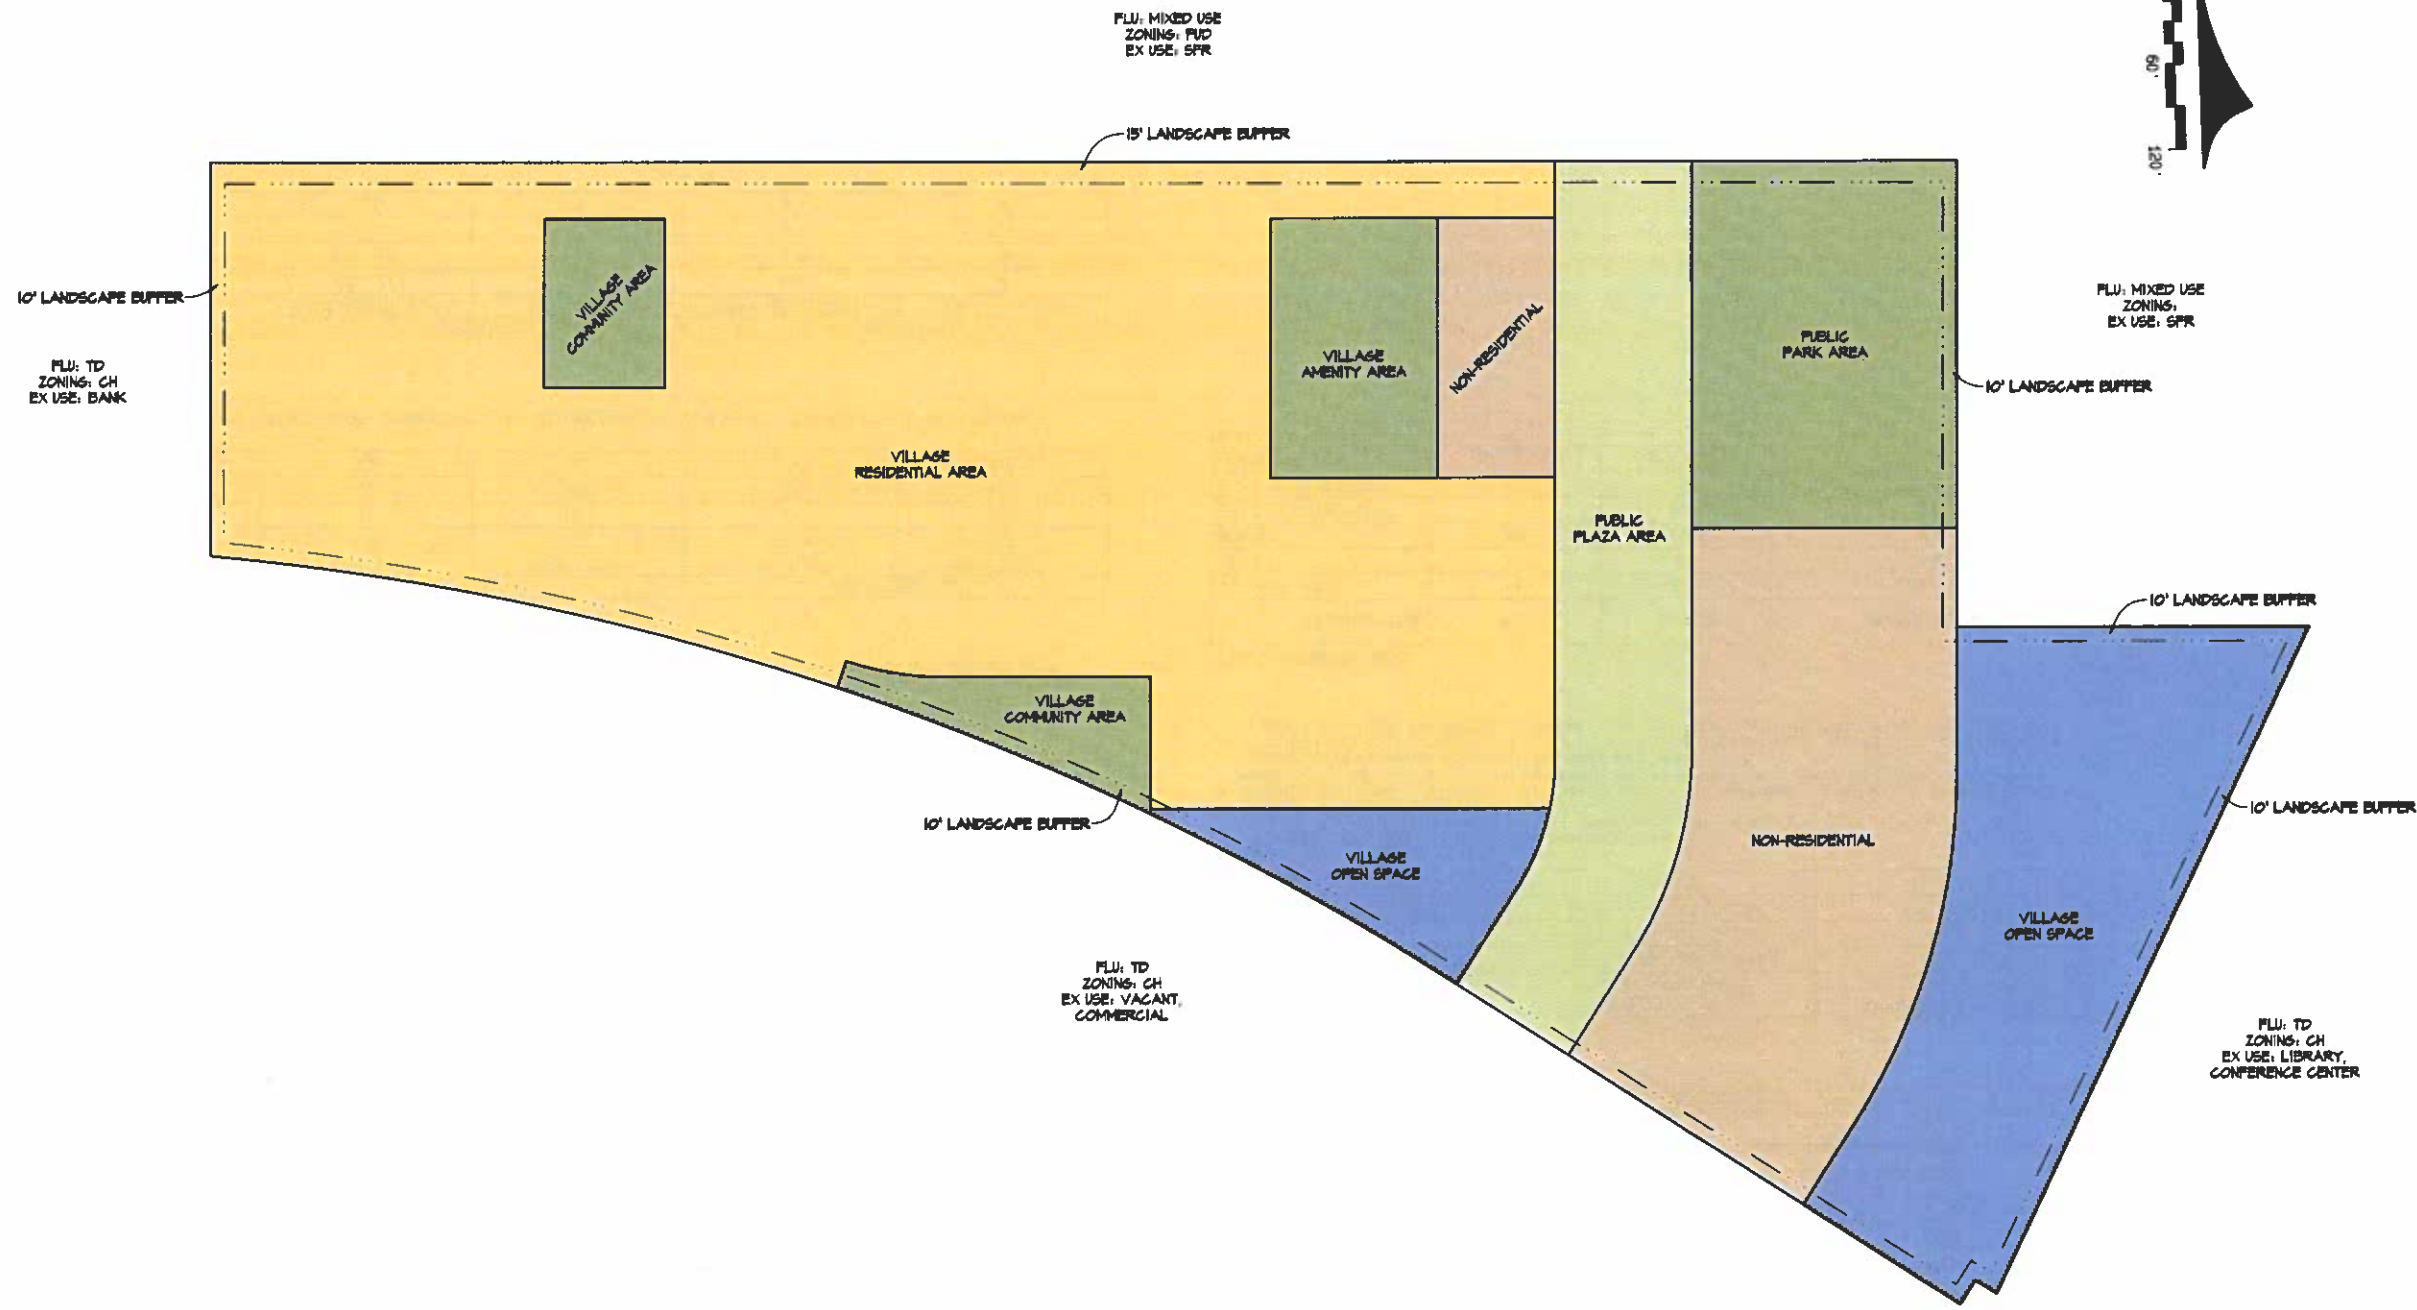 FLU: MIXED USE
ZONING: PUD
EX USE: SFR
60'
120'
15' LANDSCAPE BUFFER
10' LANDSCAPE BUFFER
FLU: TD
ZONING: CH
EX USE: BANK
VILLAGE
COMMUNITY AREA
VILLAGE
RESIDENTIAL AREA
VILLAGE
AMENITY AREA
NON-RESIDENTIAL
PUBLIC
PLAZA AREA
PUBLIC
PARK AREA
FLU: MIXED USE
ZONING:
EX USE: SFR
10' LANDSCAPE BUFFER
10' LANDSCAPE BUFFER
VILLAGE
COMMUNITY AREA
10' LANDSCAPE BUFFER
VILLAGE
OPEN SPACE
NON-RESIDENTIAL
VILLAGE
OPEN SPACE
10' LANDSCAPE BUFFER
FLU: TD
ZONING: CH
EX USE: VACANT,
COMMERCIAL
FLU: TD
ZONING: CH
EX USE: LIBRARY,
CONFERENCE CENTER